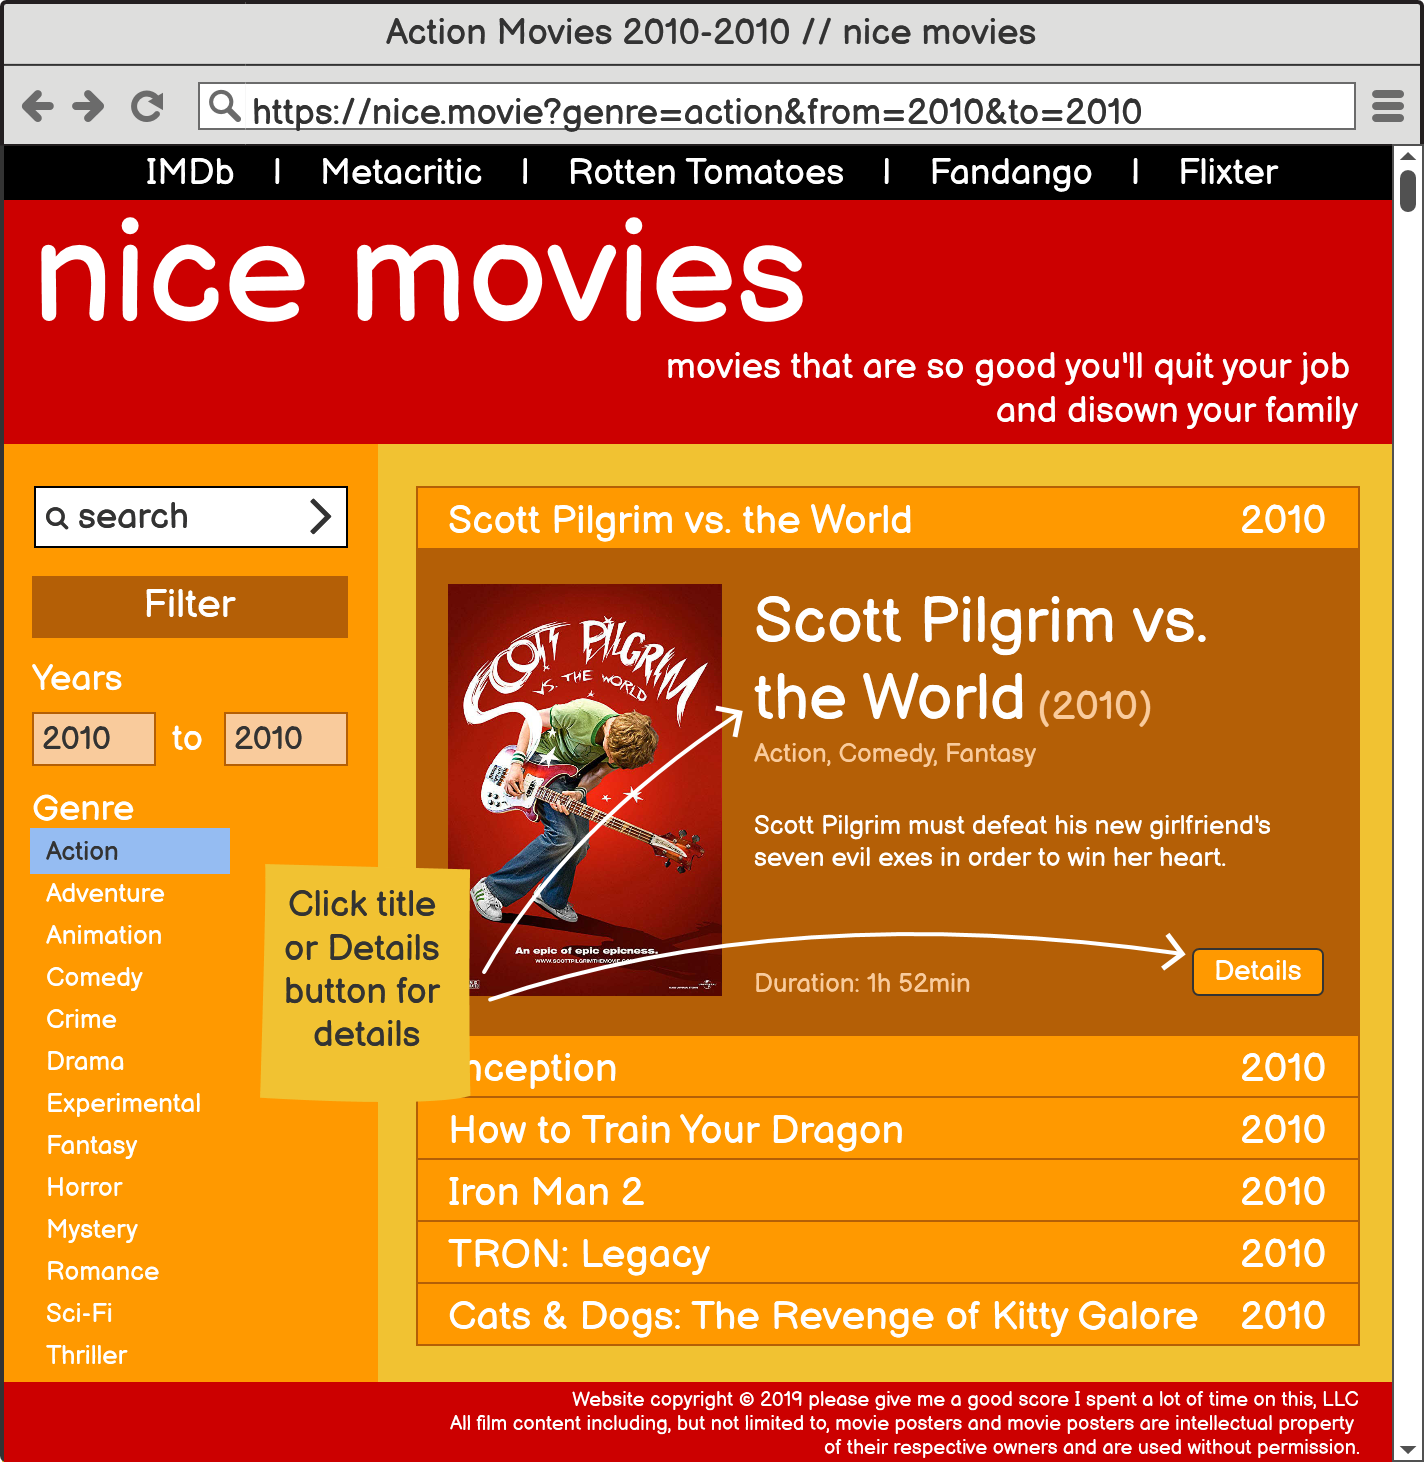 Action Movies 2010-2010 // nice movies
https://nice.movie?genre=action&from=2010&to=2010
IMDb | Metacritic | Rotten Tomatoes | Fandango | Flixter
nice movies
movies that are so good you'll quit your job
and disown your family
search
Filter
Years
2010 to 2010
Genre
Action
Adventure
Animation
Comedy
Crime
Drama
Experimental
Fantasy
Horror
Mystery
Romance
Sci-Fi
Thriller
Click title
or Details
button for
details
Scott Pilgrim vs. the World 2010
SCOTT PILGRIM
VS. THE WORLD
An epic of epic epicness.
WWW.SCOTTPILGRIMTHEMOVIE.COM
Scott Pilgrim vs.
the World (2010)
Action, Comedy, Fantasy
Scott Pilgrim must defeat his new girlfriend's
seven evil exes in order to win her heart.
Duration: 1h 52min
Details
nception 2010
How to Train Your Dragon 2010
Iron Man 2 2010
TRON: Legacy 2010
Cats & Dogs: The Revenge of Kitty Galore 2010
Website copyright © 2019 please give me a good score I spent a lot of time on this, LLC
All film content including, but not limited to, movie posters and movie posters are intellectual property
of their respective owners and are used without permission.